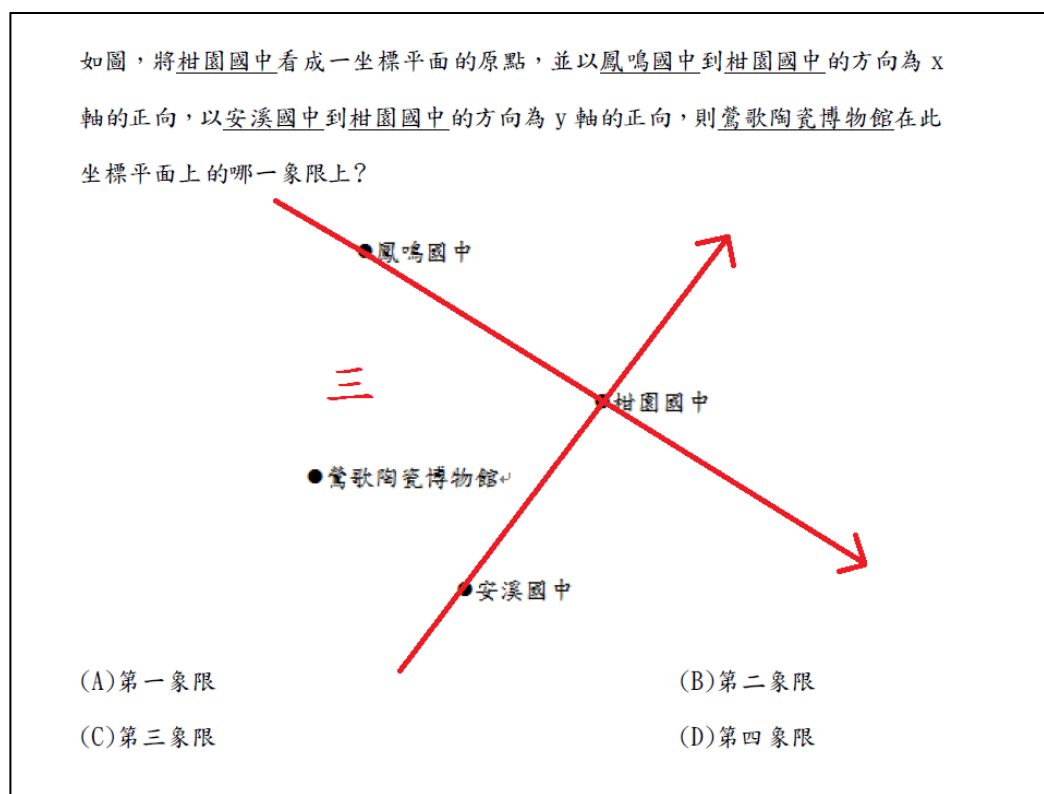 如圖，將柑園國中看成一坐標平面的原點，並以鳳鳴國中到柑園國中的方向為 x
軸的正向，以安溪國中到柑園國中的方向為 y 軸的正向，則鶯歌陶瓷博物館在此
坐標平面上的哪一象限上？
●鳳鳴國中
三
●柑園國中
●鶯歌陶瓷博物館↵
●安溪國中
(A)第一象限 (B)第二象限
(C)第三象限 (D)第四象限